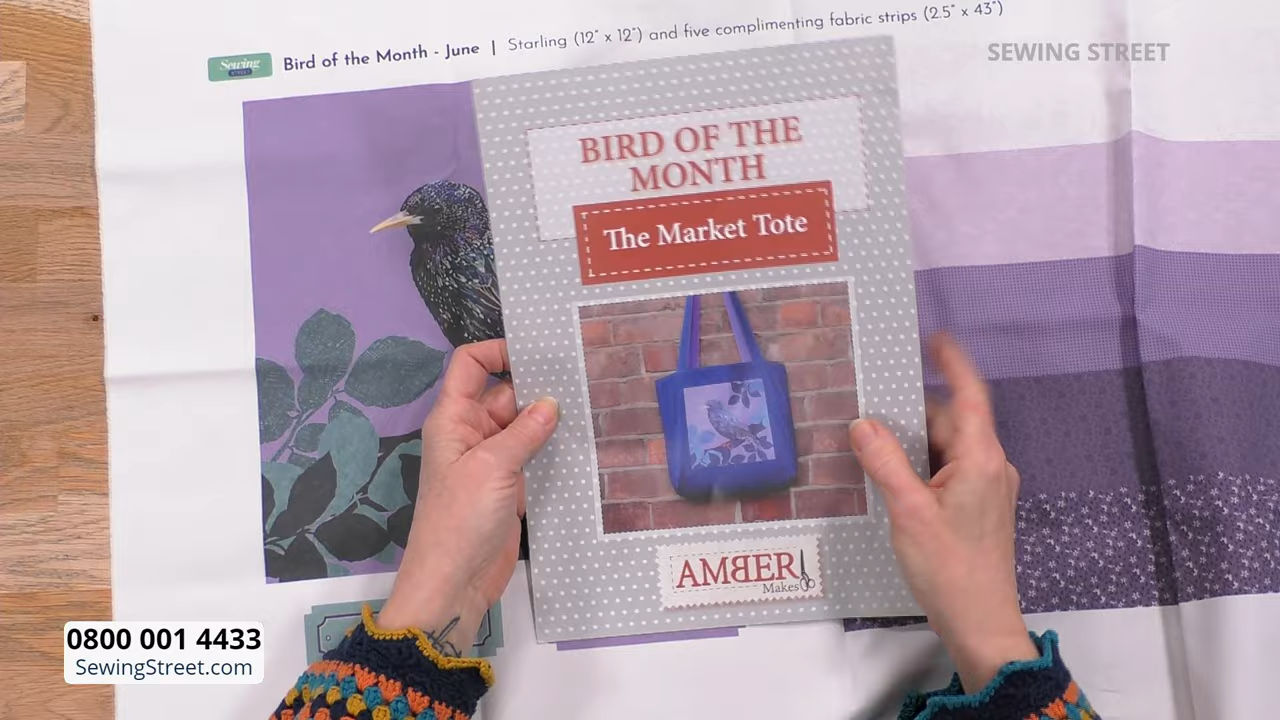 Sewing
STREET
Bird of the Month - June | Starling (12" x 12") and five complimenting fabric strips (2.5" x 43")
SEWING STREET
BIRD OF THE
MONTH
The Market Tote
AMBER
Makes
0800 001 4433
SewingStreet.com